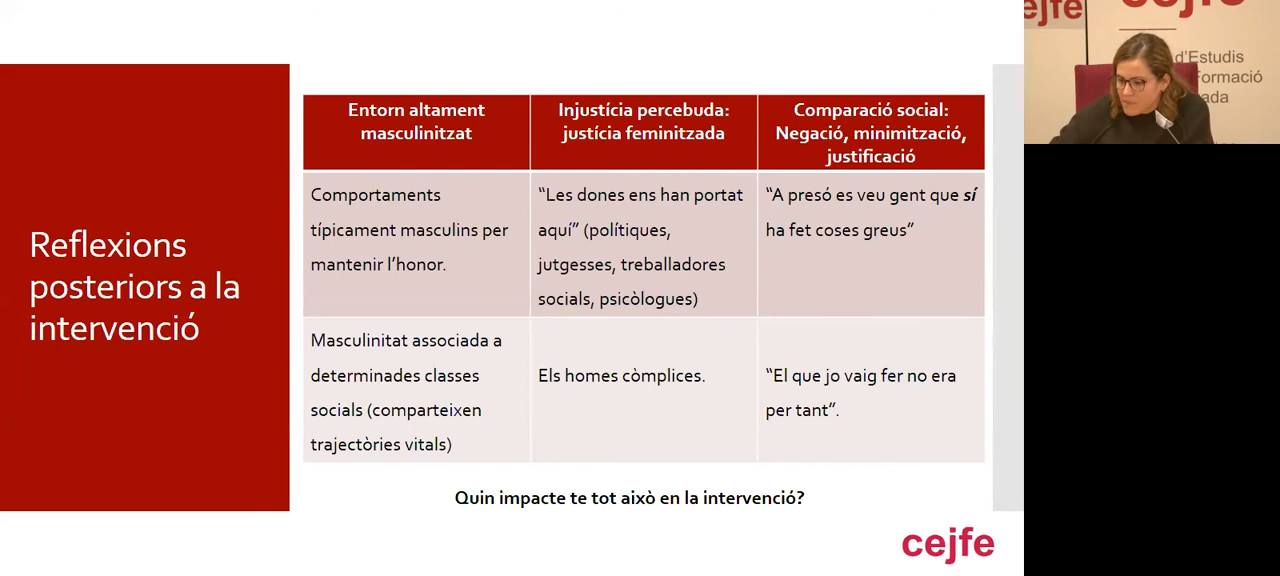 Reflexions
posteriors a la
intervenció
Entorn altament
masculinitzat
Injustícia percebuda:
justícia feminitzada
Comparació social:
Negació, minimització,
justificació
Comportaments
típicament masculins per
mantenir l’honor.
“Les dones ens han portat
aquí” (polítiques,
jutgesses, treballadores
socials, psicòlogues)
“A presó es veu gent que sí
ha fet coses greus”
Masculinitat associada a
determinades classes
socials (comparteixen
trajectòries vitals)
Els homes còmplices.
“El que jo vaig fer no era
per tant”.
Quin impacte te tot això en la intervenció?
cejfe
cejfe
cejfe
d’Estudis
Formació